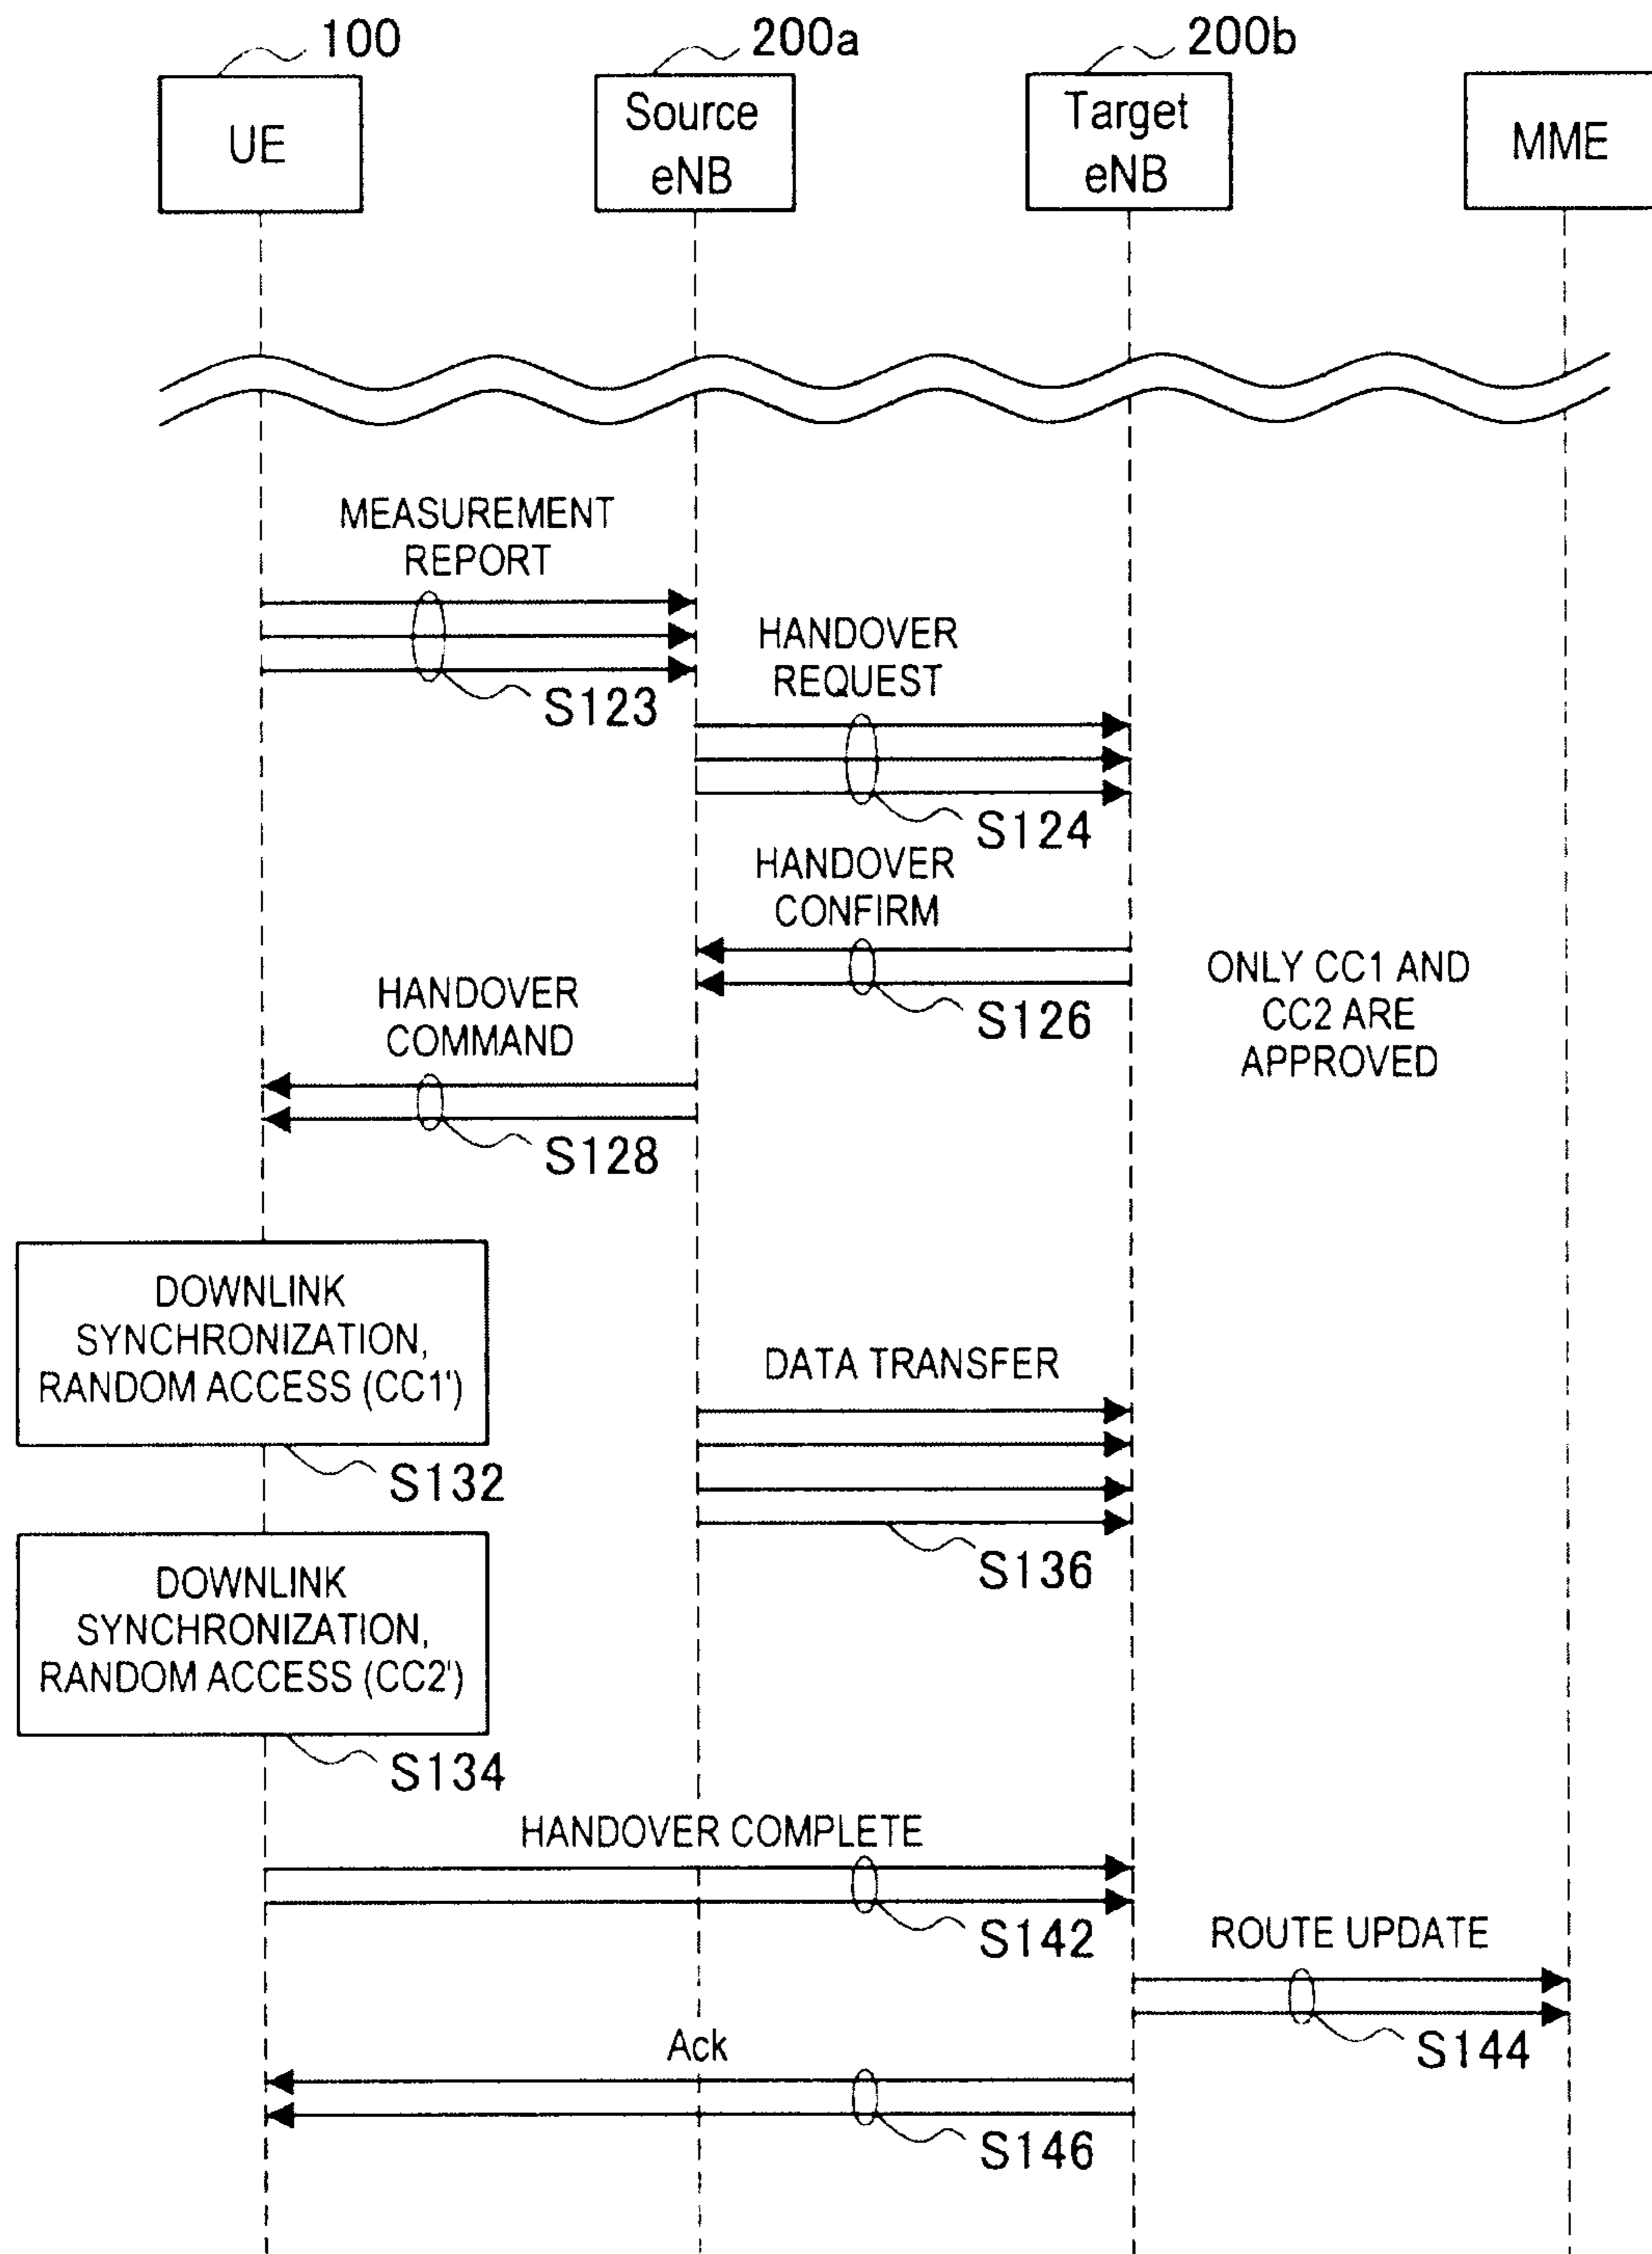 100
200a
200b
UE
Source
eNB
Target
eNB
MME
MEASUREMENT
REPORT
S123
HANDOVER
REQUEST
S124
HANDOVER
CONFIRM
S126
ONLY CC1 AND
CC2 ARE
APPROVED
HANDOVER
COMMAND
S128
DOWNLINK
SYNCHRONIZATION,
RANDOM ACCESS (CC1')
S132
DATA TRANSFER
S136
DOWNLINK
SYNCHRONIZATION,
RANDOM ACCESS (CC2')
S134
HANDOVER COMPLETE
S142
ROUTE UPDATE
S144
Ack
S146